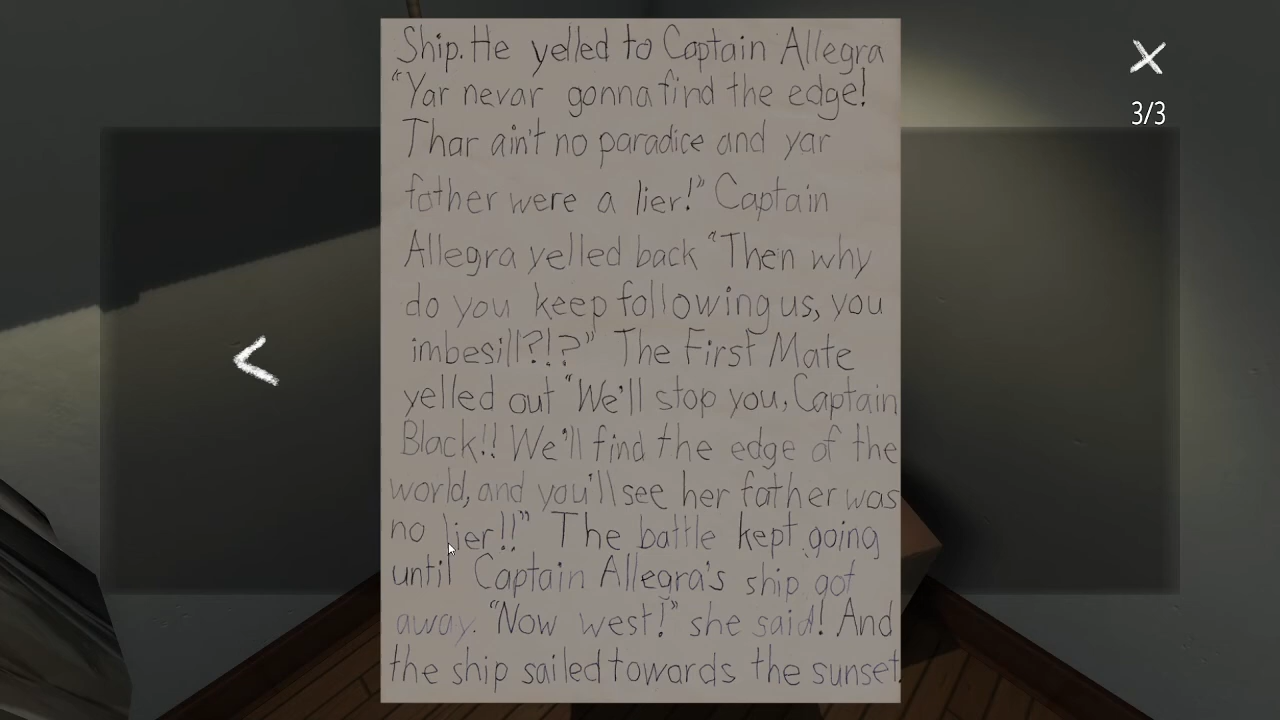 Ship. He yelled to Captain Allegra
"Yar nevar gonna find the edge!
Thar ain't no paradice and yar
father were a lier!" Captain
Allegra yelled back "Then why
do you keep following us, you
imbesill?!?" The First Mate
yelled out "We'll stop you, Captain
Black!! We'll find the edge of the
world, and you'll see her father was
no lier!!" The battle kept going
until Captain Allegra's ship got
away. "Now west!" she said! And
the ship sailed towards the sunset.
X
3/3
<